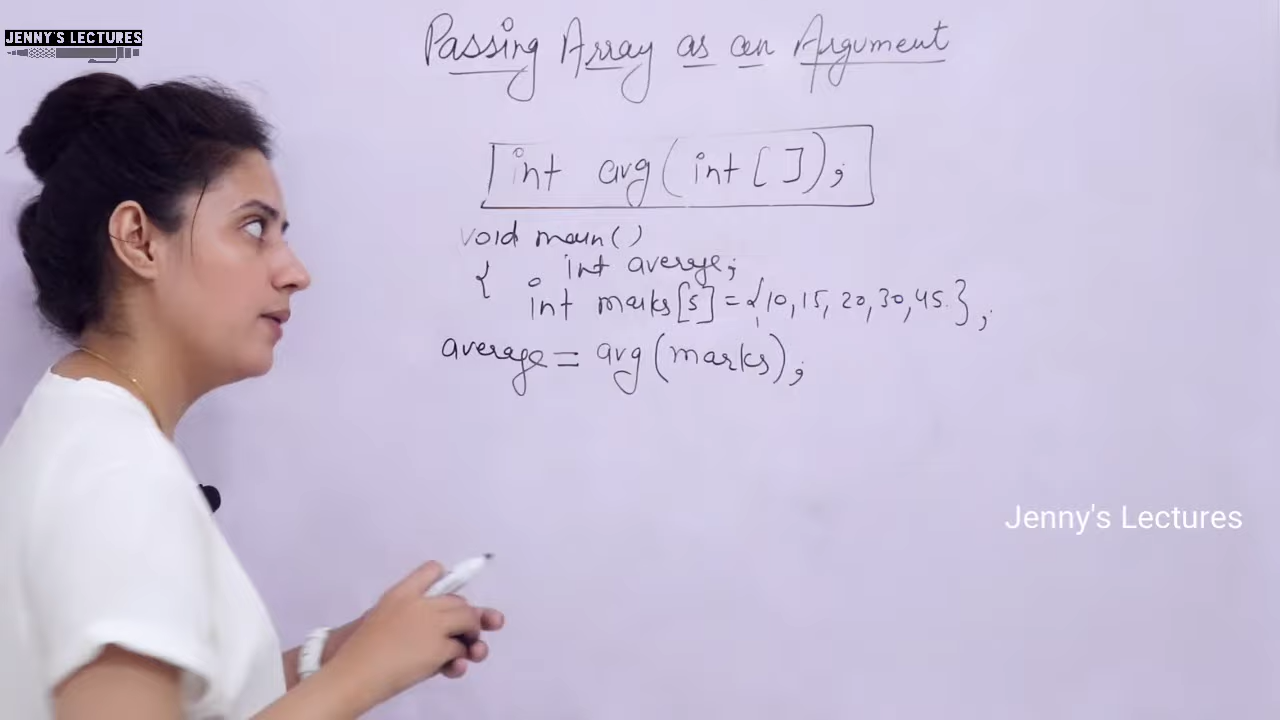 JENNY'S LECTURES
Passing Array as an Argument
int avg(int[]);
void main()
{ int average;
int marks[5] = {10, 15, 20, 30, 45.};
average = avg(marks);
Jenny's Lectures